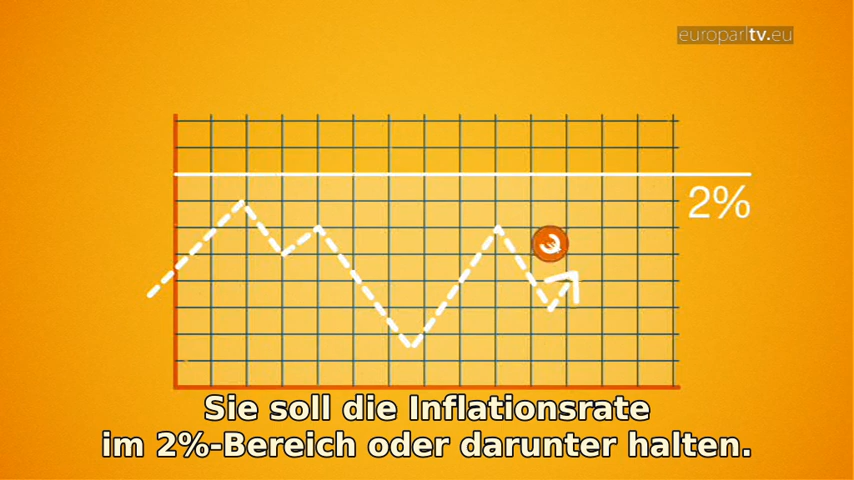 europarltv.eu
2%
Sie soll die Inflationsrate
im 2%-Bereich oder darunter halten.